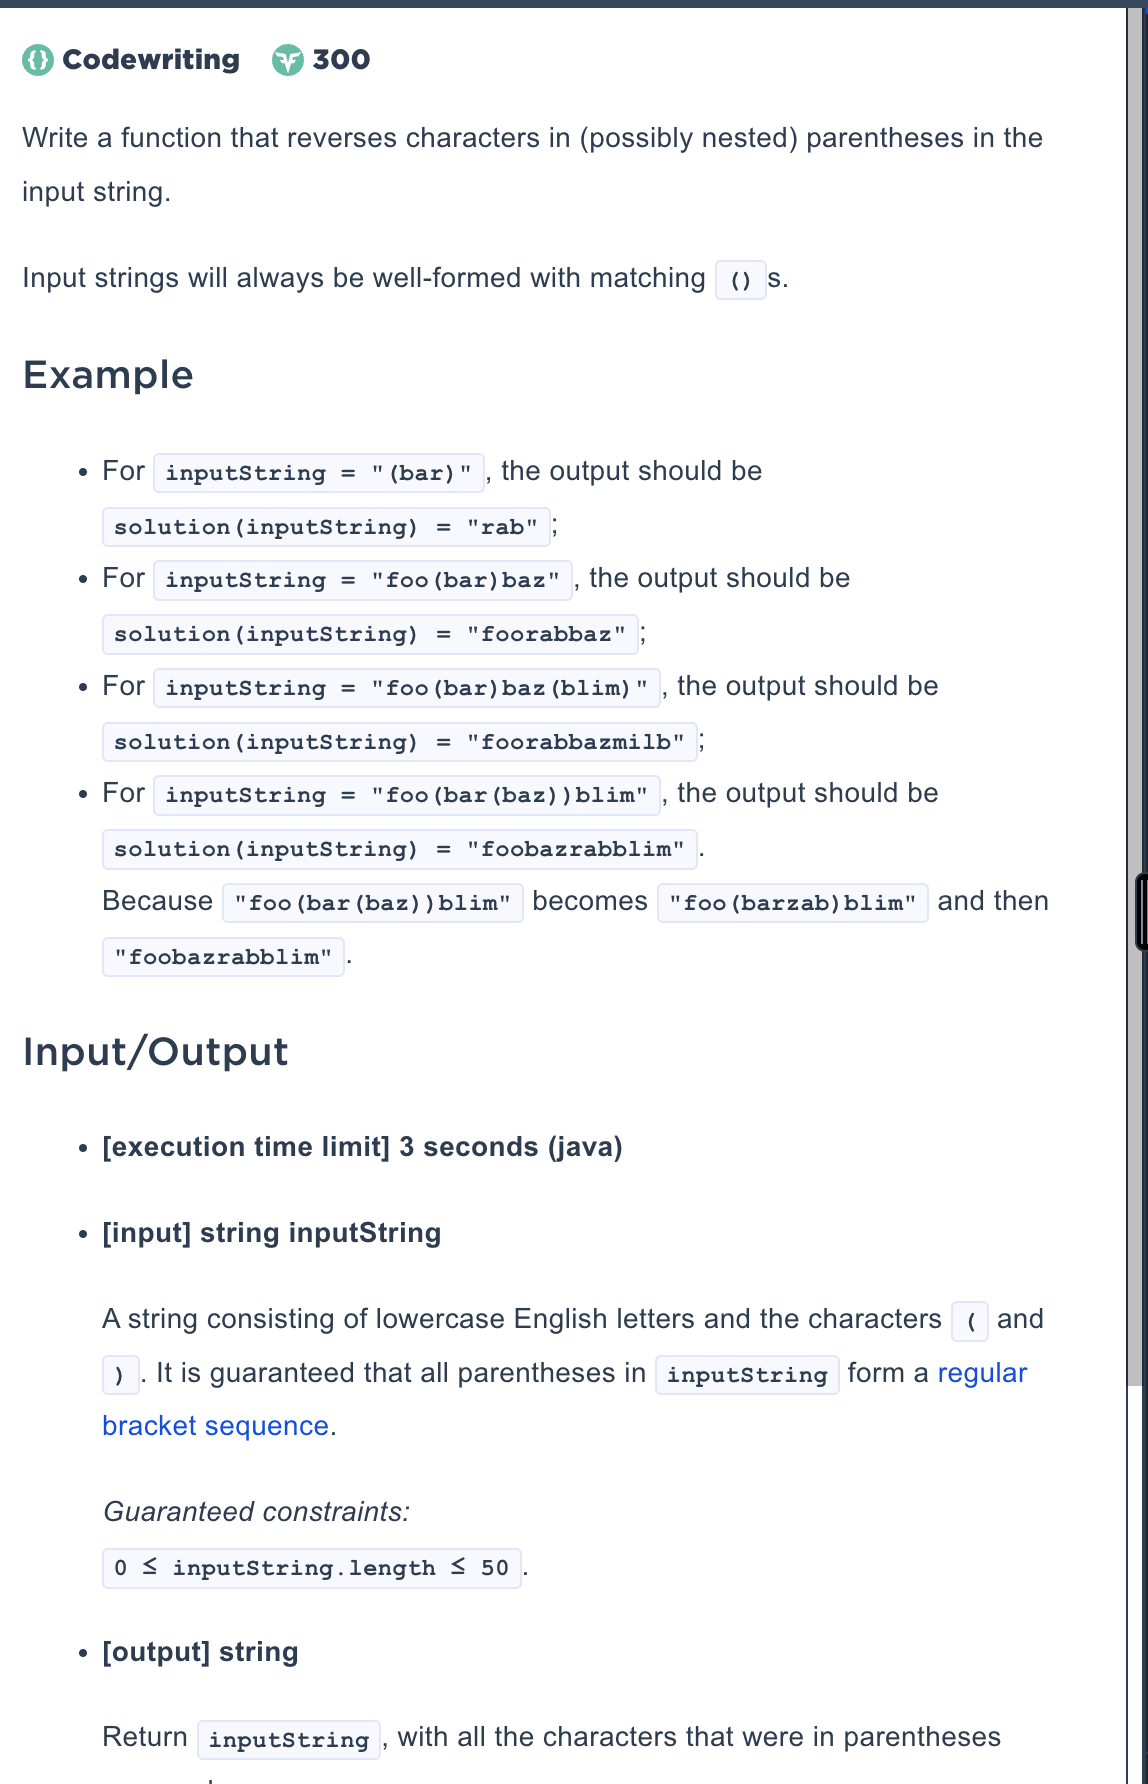 Codewriting 300
Write a function that reverses characters in (possibly nested) parentheses in the
input string.
Input strings will always be well-formed with matching ()s.
Example
• For inputString = "(bar)", the output should be
solution(inputString) = "rab";
• For inputString = "foo(bar)baz", the output should be
solution(inputString) = "foorabbaz";
• For inputString = "foo(bar)baz(blim)", the output should be
solution(inputString) = "foorabbazmilb";
• For inputString = "foo(bar(baz))blim", the output should be
solution(inputString) = "foobazrabblim".
Because "foo(bar(baz))blim" becomes "foo(barzab)blim" and then
"foobazrabblim".
Input/Output
• [execution time limit] 3 seconds (java)
• [input] string inputString
A string consisting of lowercase English letters and the characters ( and
). It is guaranteed that all parentheses in inputString form a regular
bracket sequence.
Guaranteed constraints:
0 ≤ inputString.length ≤ 50.
• [output] string
Return inputString, with all the characters that were in parentheses